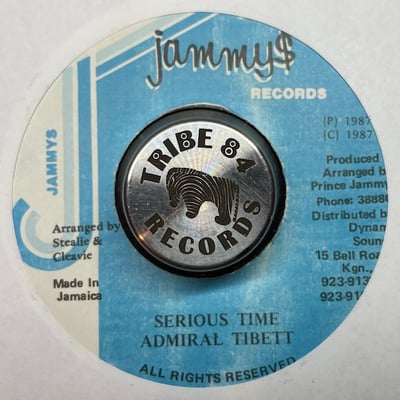 jammy$
RECORDS
JAMMYS
(P) 1987
(C) 1987
Produced
Arranged b
Prince Jammy
Phone: 3888
Distributed b
Dynam
Soun
15 Bell Roa
Kgn.,
923-913
923-91
Arranged by
Stealie &
Cleavie
Made In
Jamaica
TRIBE 84
RECORDS
SERIOUS TIME
ADMIRAL TIBETT
ALL RIGHTS RESERVED